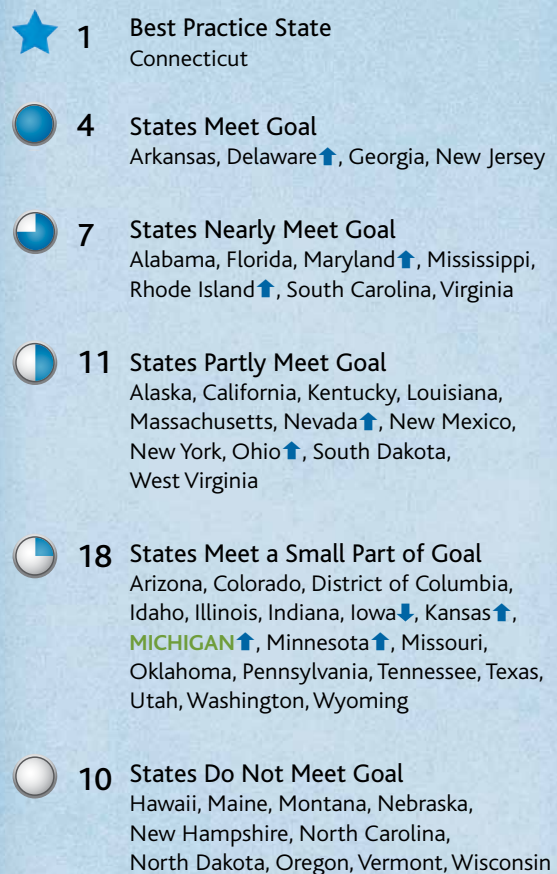 1 Best Practice State
Connecticut
4 States Meet Goal
Arkansas, Delaware⬆, Georgia, New Jersey
7 States Nearly Meet Goal
Alabama, Florida, Maryland⬆, Mississippi,
Rhode Island⬆, South Carolina, Virginia
11 States Partly Meet Goal
Alaska, California, Kentucky, Louisiana,
Massachusetts, Nevada⬆, New Mexico,
New York, Ohio⬆, South Dakota,
West Virginia
18 States Meet a Small Part of Goal
Arizona, Colorado, District of Columbia,
Idaho, Illinois, Indiana, Iowa⬇, Kansas⬆,
MICHIGAN⬆, Minnesota⬆, Missouri,
Oklahoma, Pennsylvania, Tennessee, Texas,
Utah, Washington, Wyoming
10 States Do Not Meet Goal
Hawaii, Maine, Montana, Nebraska,
New Hampshire, North Carolina,
North Dakota, Oregon, Vermont, Wisconsin